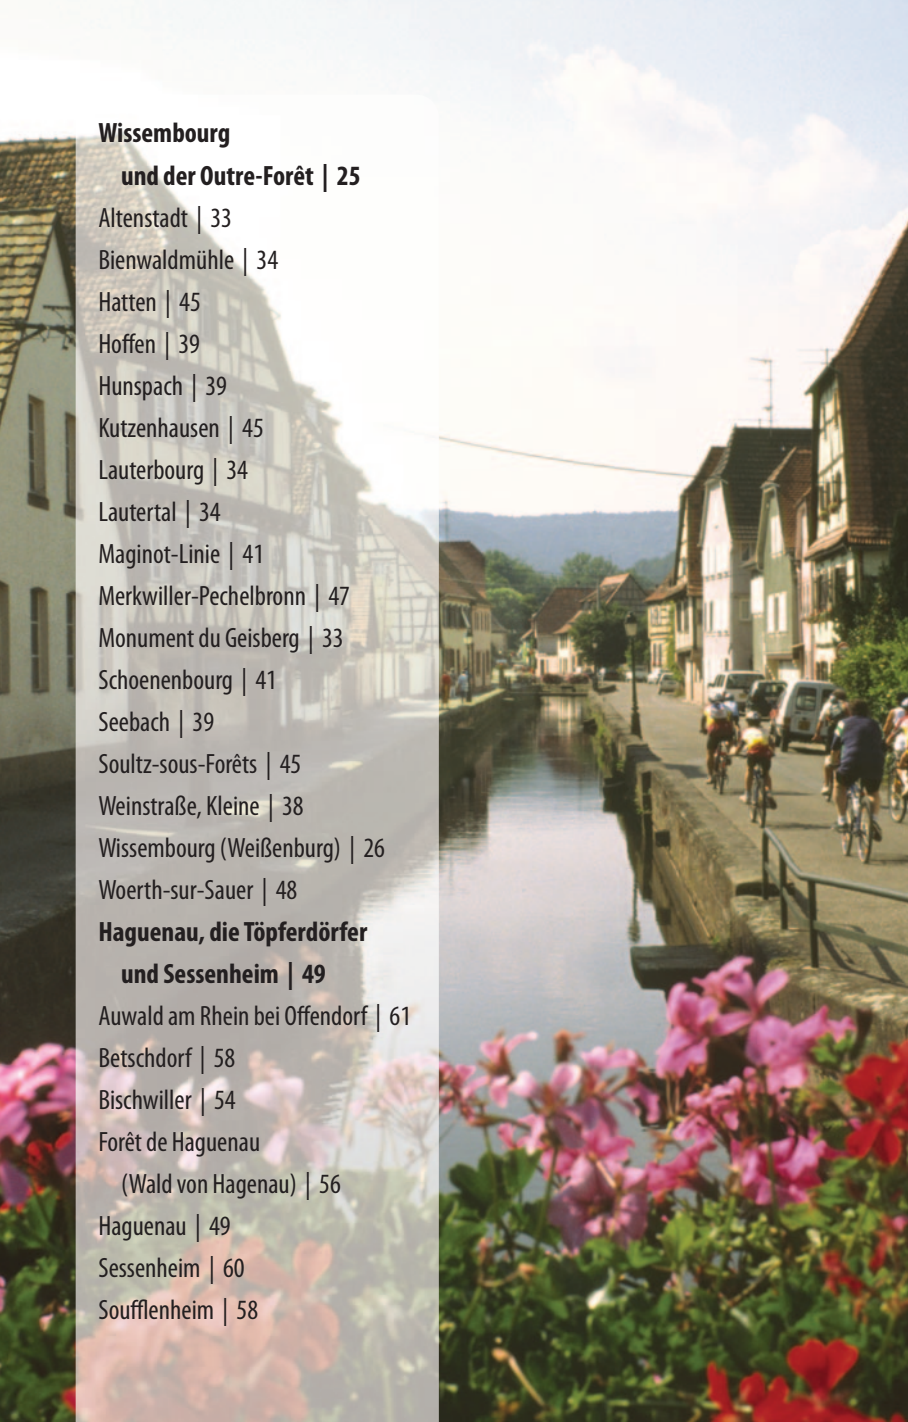 Wissembourg
und der Outre-Forêt | 25
Altenstadt | 33
Bienwaldmühle | 34
Hatten | 45
Hoffen | 39
Hunspach | 39
Kutzenhausen | 45
Lauterbourg | 34
Lautertal | 34
Maginot-Linie | 41
Merkwiller-Pechelbronn | 47
Monument du Geisberg | 33
Schoenenbourg | 41
Seebach | 39
Soultz-sous-Forêts | 45
Weinstraße, Kleine | 38
Wissembourg (Weißenburg) | 26
Woerth-sur-Sauer | 48
Haguenau, die Töpferdörfer
und Sessenheim | 49
Auwald am Rhein bei Offendorf | 61
Betschdorf | 58
Bischwiller | 54
Forêt de Haguenau
(Wald von Hagenau) | 56
Haguenau | 49
Sessenheim | 60
Soufflenheim | 58